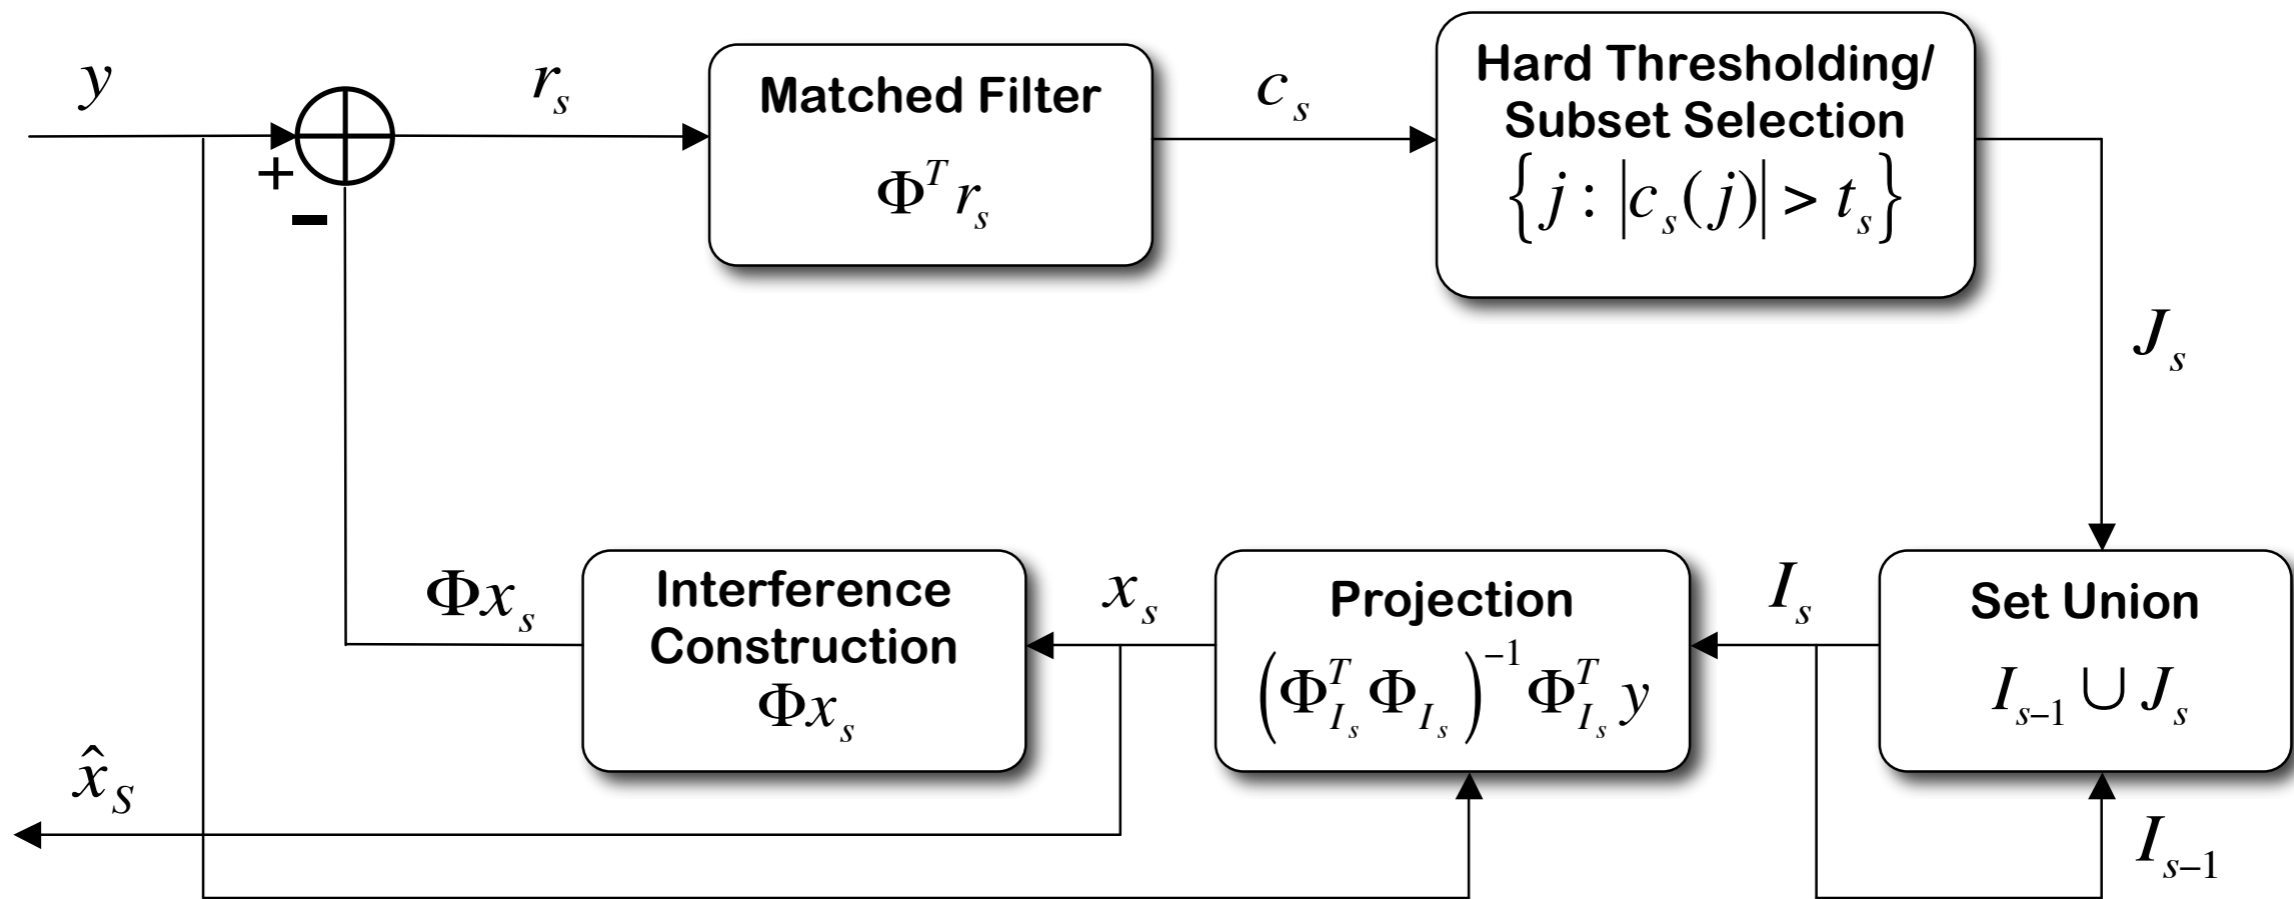 y
r_s
Matched Filter
Φ^T r_s
c_s
Hard Thresholding/
Subset Selection
{j : |c_s(j)| > t_s}
+
−
J_s
Φx_s
Interference
Construction
Φx_s
x_s
Projection
(Φ_{I_s}^T Φ_{I_s})^{-1} Φ_{I_s}^T y
I_s
Set Union
I_{s−1} ∪ J_s
x̂_S
I_{s−1}